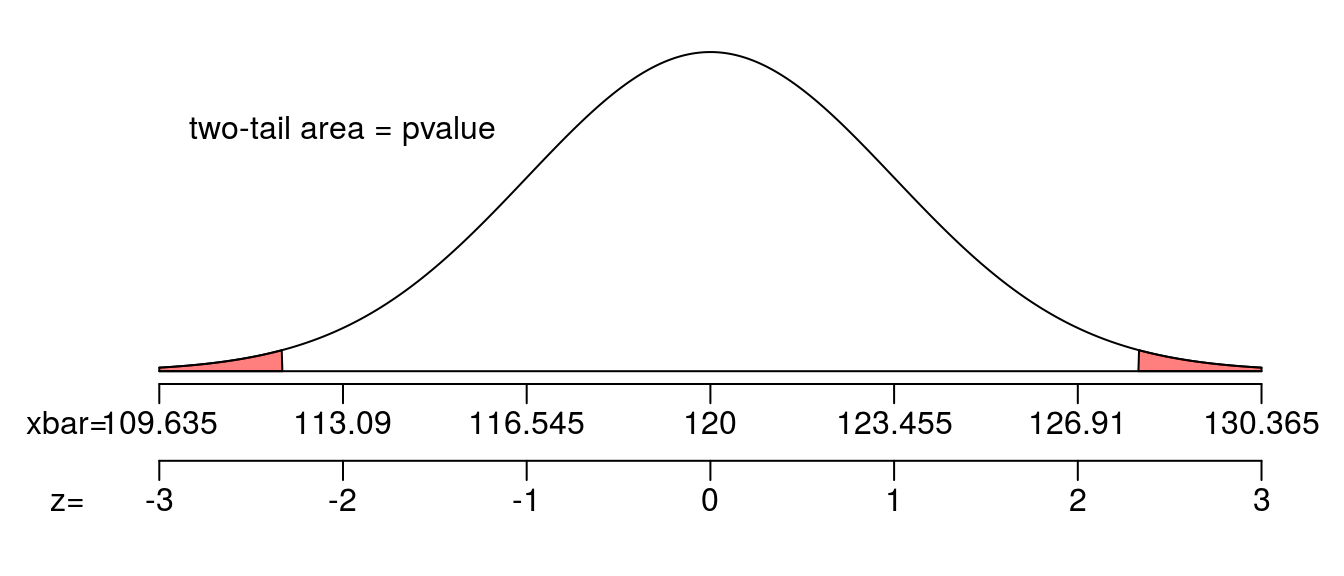 two-tail area = pvalue
xbar= 109.635 113.09 116.545 120 123.455 126.91 130.365
z= -3 -2 -1 0 1 2 3